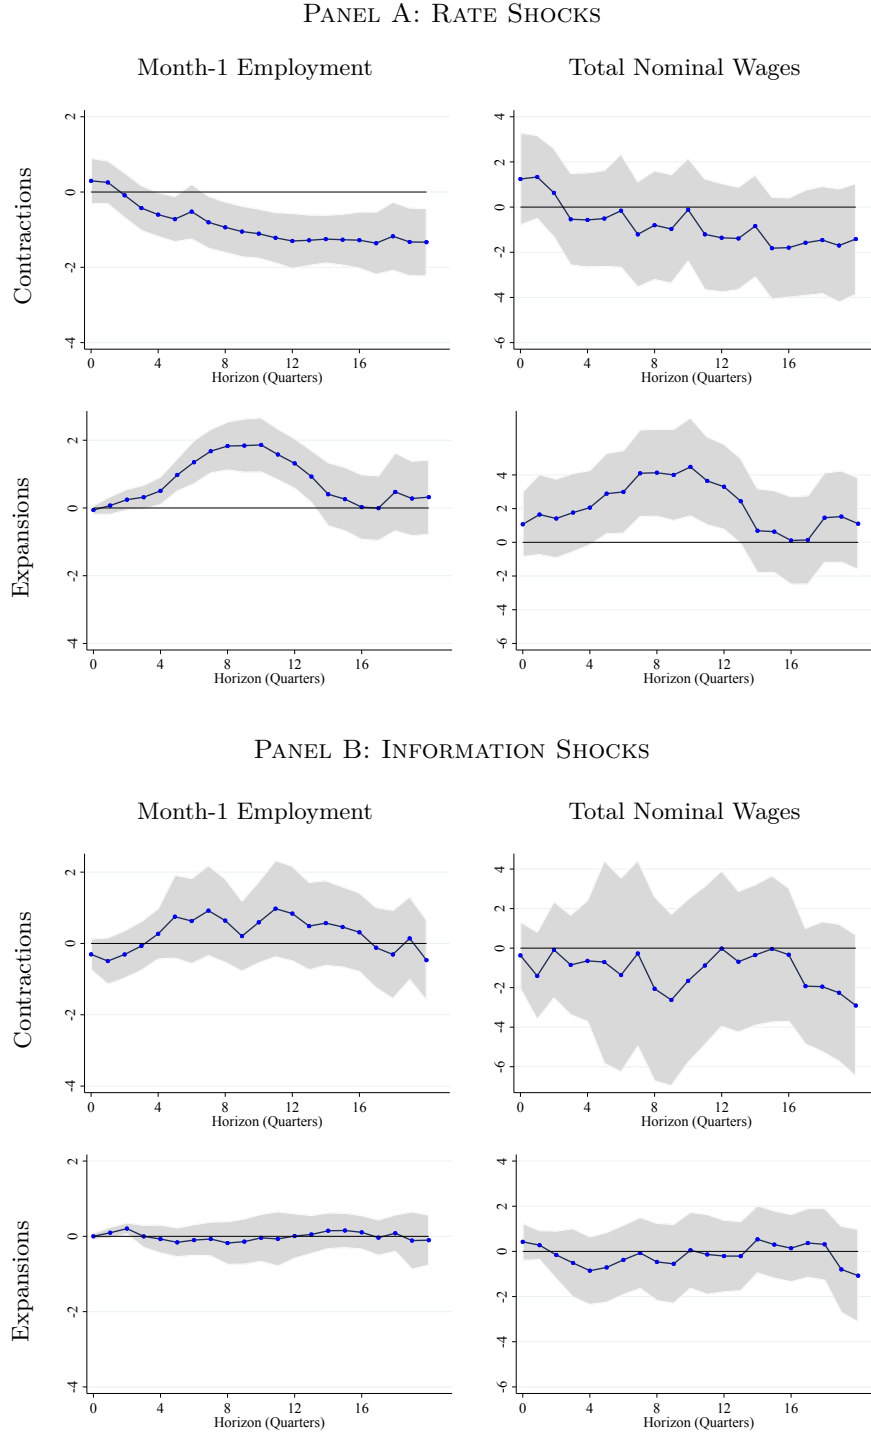 PANEL A: RATE SHOCKS
Month-1 Employment
Total Nominal Wages
Contractions
2
0
-2
-4
0 4 8 12 16
Horizon (Quarters)
4
2
0
-2
-4
-6
0 4 8 12 16
Horizon (Quarters)
Expansions
2
0
-2
-4
0 4 8 12 16
Horizon (Quarters)
4
2
0
-2
-4
-6
0 4 8 12 16
Horizon (Quarters)
PANEL B: INFORMATION SHOCKS
Month-1 Employment
Total Nominal Wages
Contractions
2
0
-2
-4
0 4 8 12 16
Horizon (Quarters)
4
2
0
-2
-4
-6
0 4 8 12 16
Horizon (Quarters)
Expansions
2
0
-2
-4
0 4 8 12 16
Horizon (Quarters)
4
2
0
-2
-4
-6
0 4 8 12 16
Horizon (Quarters)